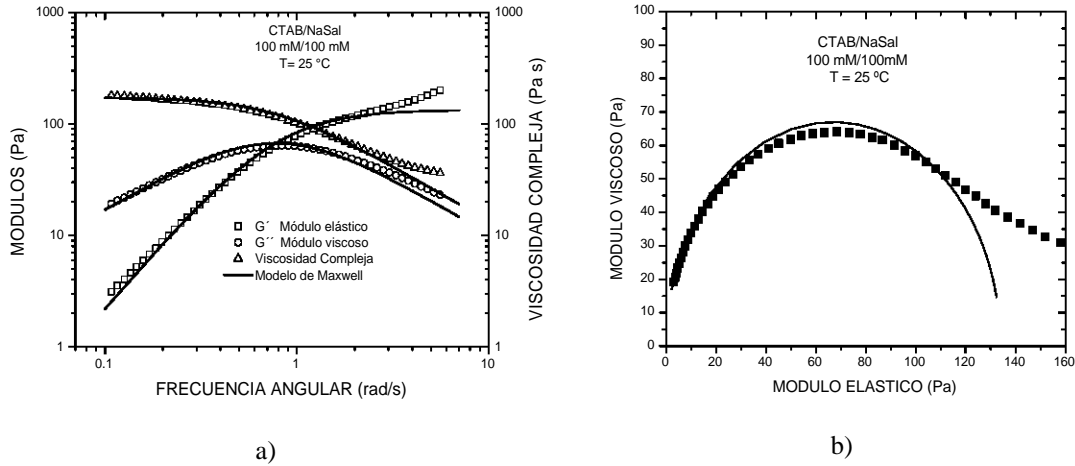 CTAB/NaSal
100 mM/100 mM
T= 25 ºC
1000
100
10
1
1000
100
10
1
0.1
1
10
MODULOS (Pa)
VISCOSIDAD COMPLEJA (Pa s)
G´ Módulo elástico
G´´ Módulo viscoso
Viscosidad Compleja
Modelo de Maxwell
FRECUENCIA ANGULAR (rad/s)
a)
CTAB/NaSal
100 mM/100mM
T = 25 ºC
100
90
80
70
60
50
40
30
20
10
0
0
20
40
60
80
100
120
140
160
MODULO VISCOSO (Pa)
MODULO ELASTICO (Pa)
b)